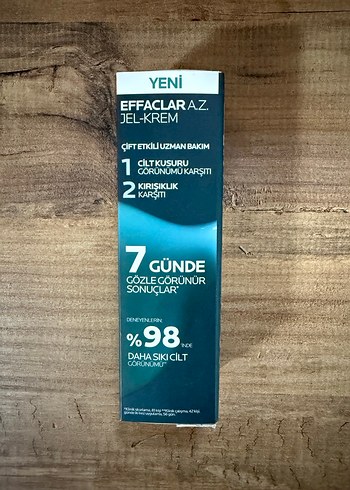 YENİ
EFFACLAR A.Z.
JEL-KREM
ÇİFT ETKİLİ UZMAN BAKIM
1 CİLT KUSURU
GÖRÜNÜMÜ KARŞITI
2 KIRIŞIKLIK
KARŞITI
7 GÜNDE
GÖZLE GÖRÜNÜR
SONUÇLAR*
DENEYENLERİN
%98'İNDE
DAHA SIKI CİLT
GÖRÜNÜMÜ**